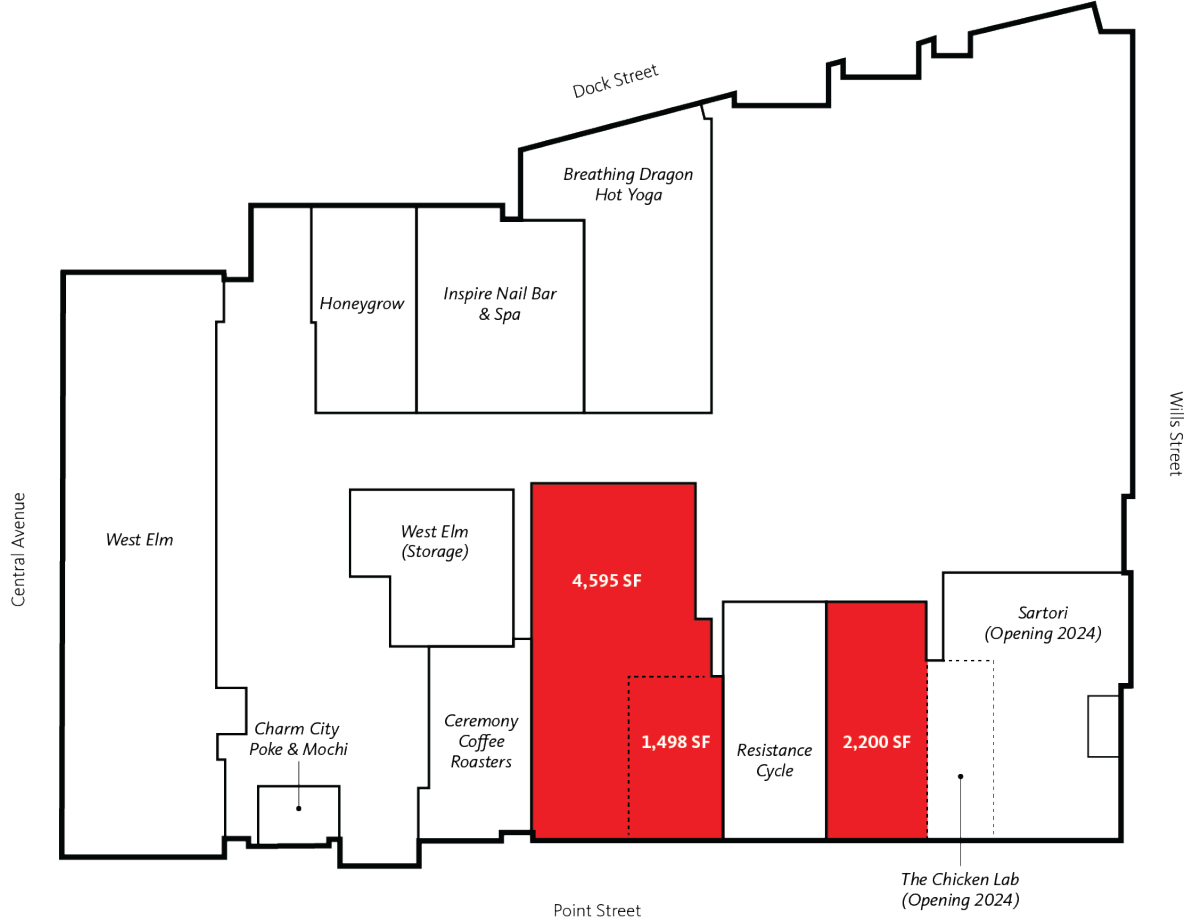 Dock Street
Breathing Dragon
Hot Yoga
Honeygrow
Inspire Nail Bar
& Spa
Wills Street
Central Avenue
West Elm
West Elm
(Storage)
4,595 SF
Sartori
(Opening 2024)
Charm City
Poke & Mochi
Ceremony
Coffee
Roasters
1,498 SF
Resistance
Cycle
2,200 SF
The Chicken Lab
(Opening 2024)
Point Street